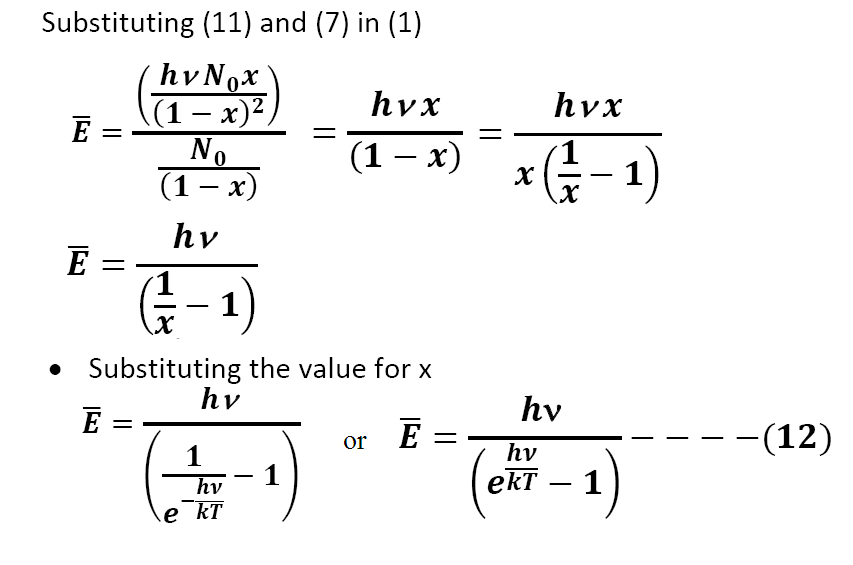 Substituting (11) and (7) in (1)
E̅ = (hνN₀x / (1 − x)²) / (N₀ / (1 − x)) = hνx / (1 − x) = hνx / x(1/x − 1)
E̅ = hν / (1/x − 1)
• Substituting the value for x
E̅ = hν / (1 / e^(−hν/kT) − 1) or E̅ = hν / (e^(hν/kT) − 1) − − − −(12)